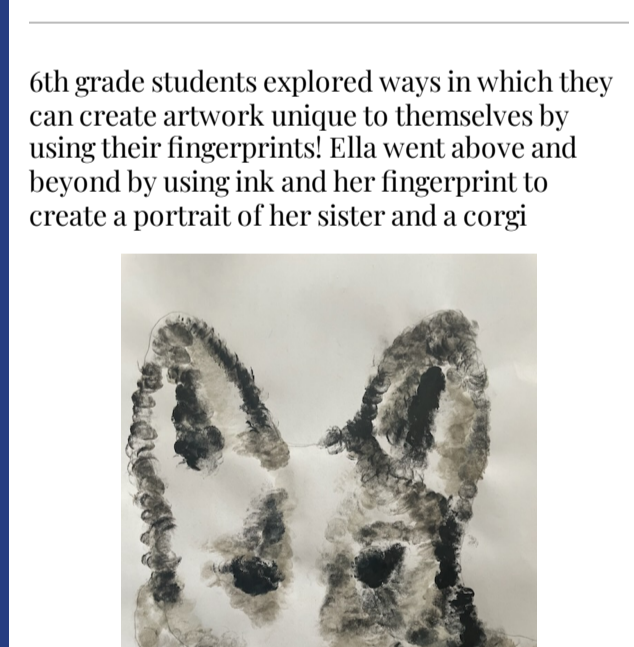 6th grade students explored ways in which they
can create artwork unique to themselves by
using their fingerprints! Ella went above and
beyond by using ink and her fingerprint to
create a portrait of her sister and a corgi